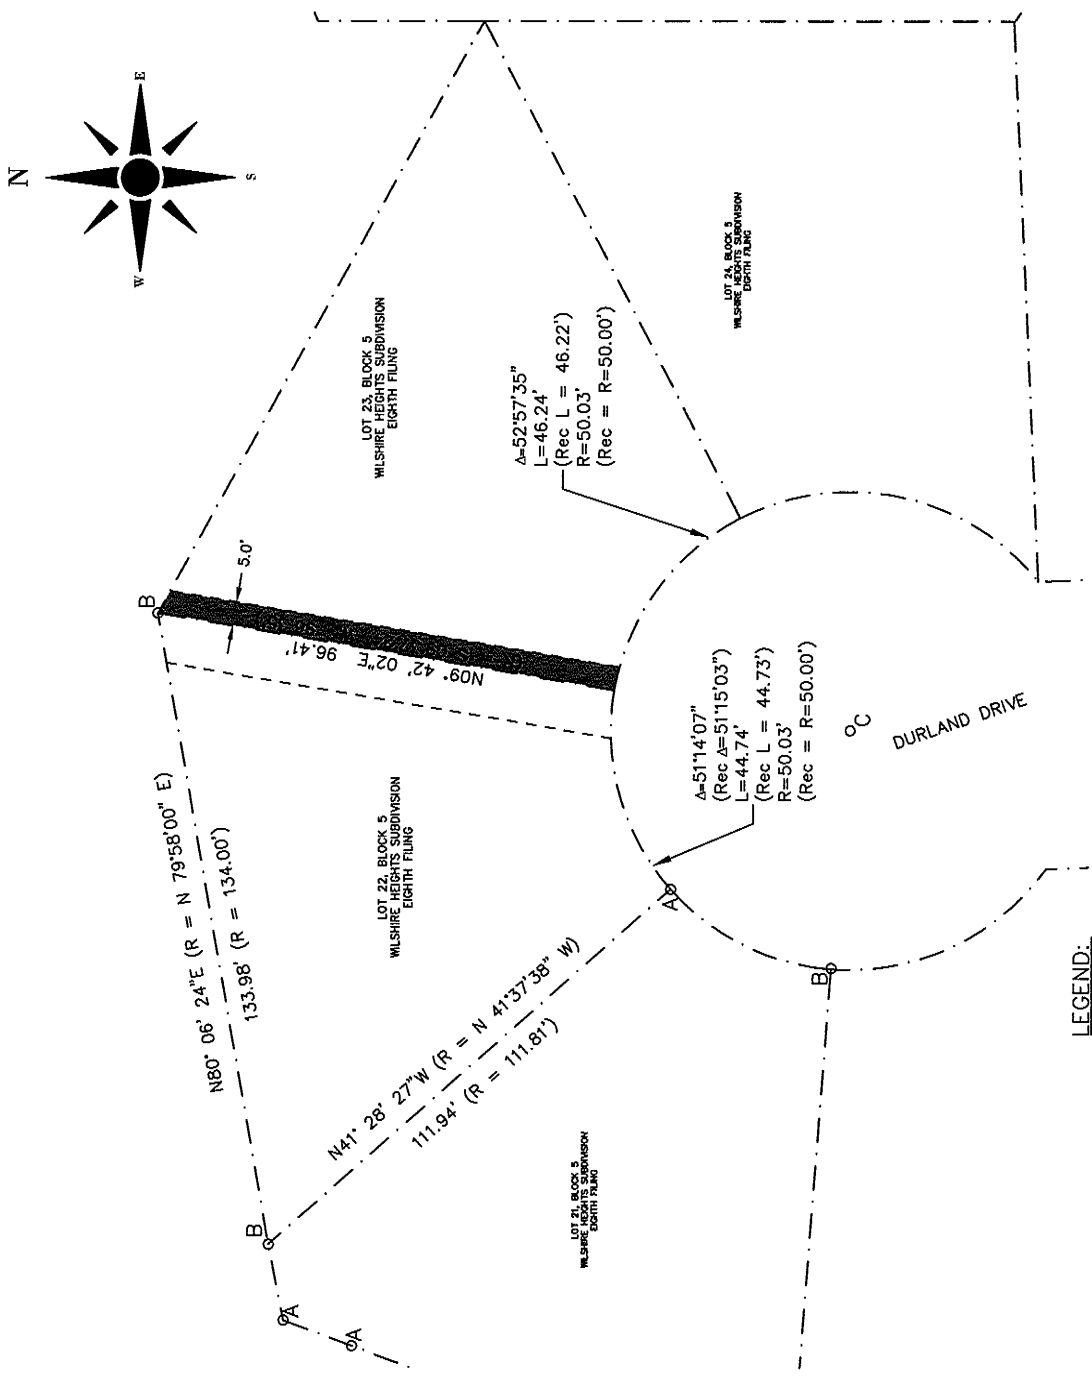 N
W
E
S
N80° 06' 24"E (R = N 79°58'00" E)
133.98' (R = 134.00')
B
B
A
A
5.0'
N09° 42' 02"E 96.41'
LOT 23, BLOCK 5
WILSHIRE HEIGHTS SUBDIVISION
EIGHTH FILING
LOT 22, BLOCK 5
WILSHIRE HEIGHTS SUBDIVISION
EIGHTH FILING
N41° 28' 27"W (R = N 41°37'38" W)
111.94' (R = 111.81')
LOT 21, BLOCK 5
WILSHIRE HEIGHTS SUBDIVISION
EIGHTH FILING
Δ=52°57'35"
L=46.24'
(Rec L = 46.22')
R=50.03'
(Rec = R=50.00')
LOT 24, BLOCK 5
WILSHIRE HEIGHTS SUBDIVISION
EIGHTH FILING
A
Δ=51°14'07"
(Rec Δ=51°15'03")
L=44.74'
(Rec L = 44.73')
R=50.03'
(Rec = R=50.00')
B
C
DURLAND DRIVE
LEGEND: